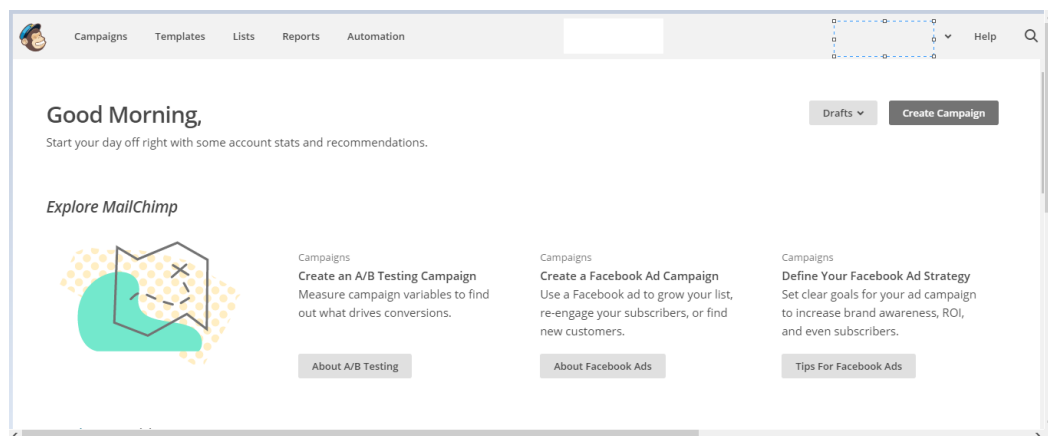 Campaigns Templates Lists Reports Automation Help
Good Morning,
Drafts Create Campaign
Start your day off right with some account stats and recommendations.
Explore MailChimp
Campaigns
Create an A/B Testing Campaign
Measure campaign variables to find
out what drives conversions.
About A/B Testing
Campaigns
Create a Facebook Ad Campaign
Use a Facebook ad to grow your list,
re-engage your subscribers, or find
new customers.
About Facebook Ads
Campaigns
Define Your Facebook Ad Strategy
Set clear goals for your ad campaign
to increase brand awareness, ROI,
and even subscribers.
Tips For Facebook Ads